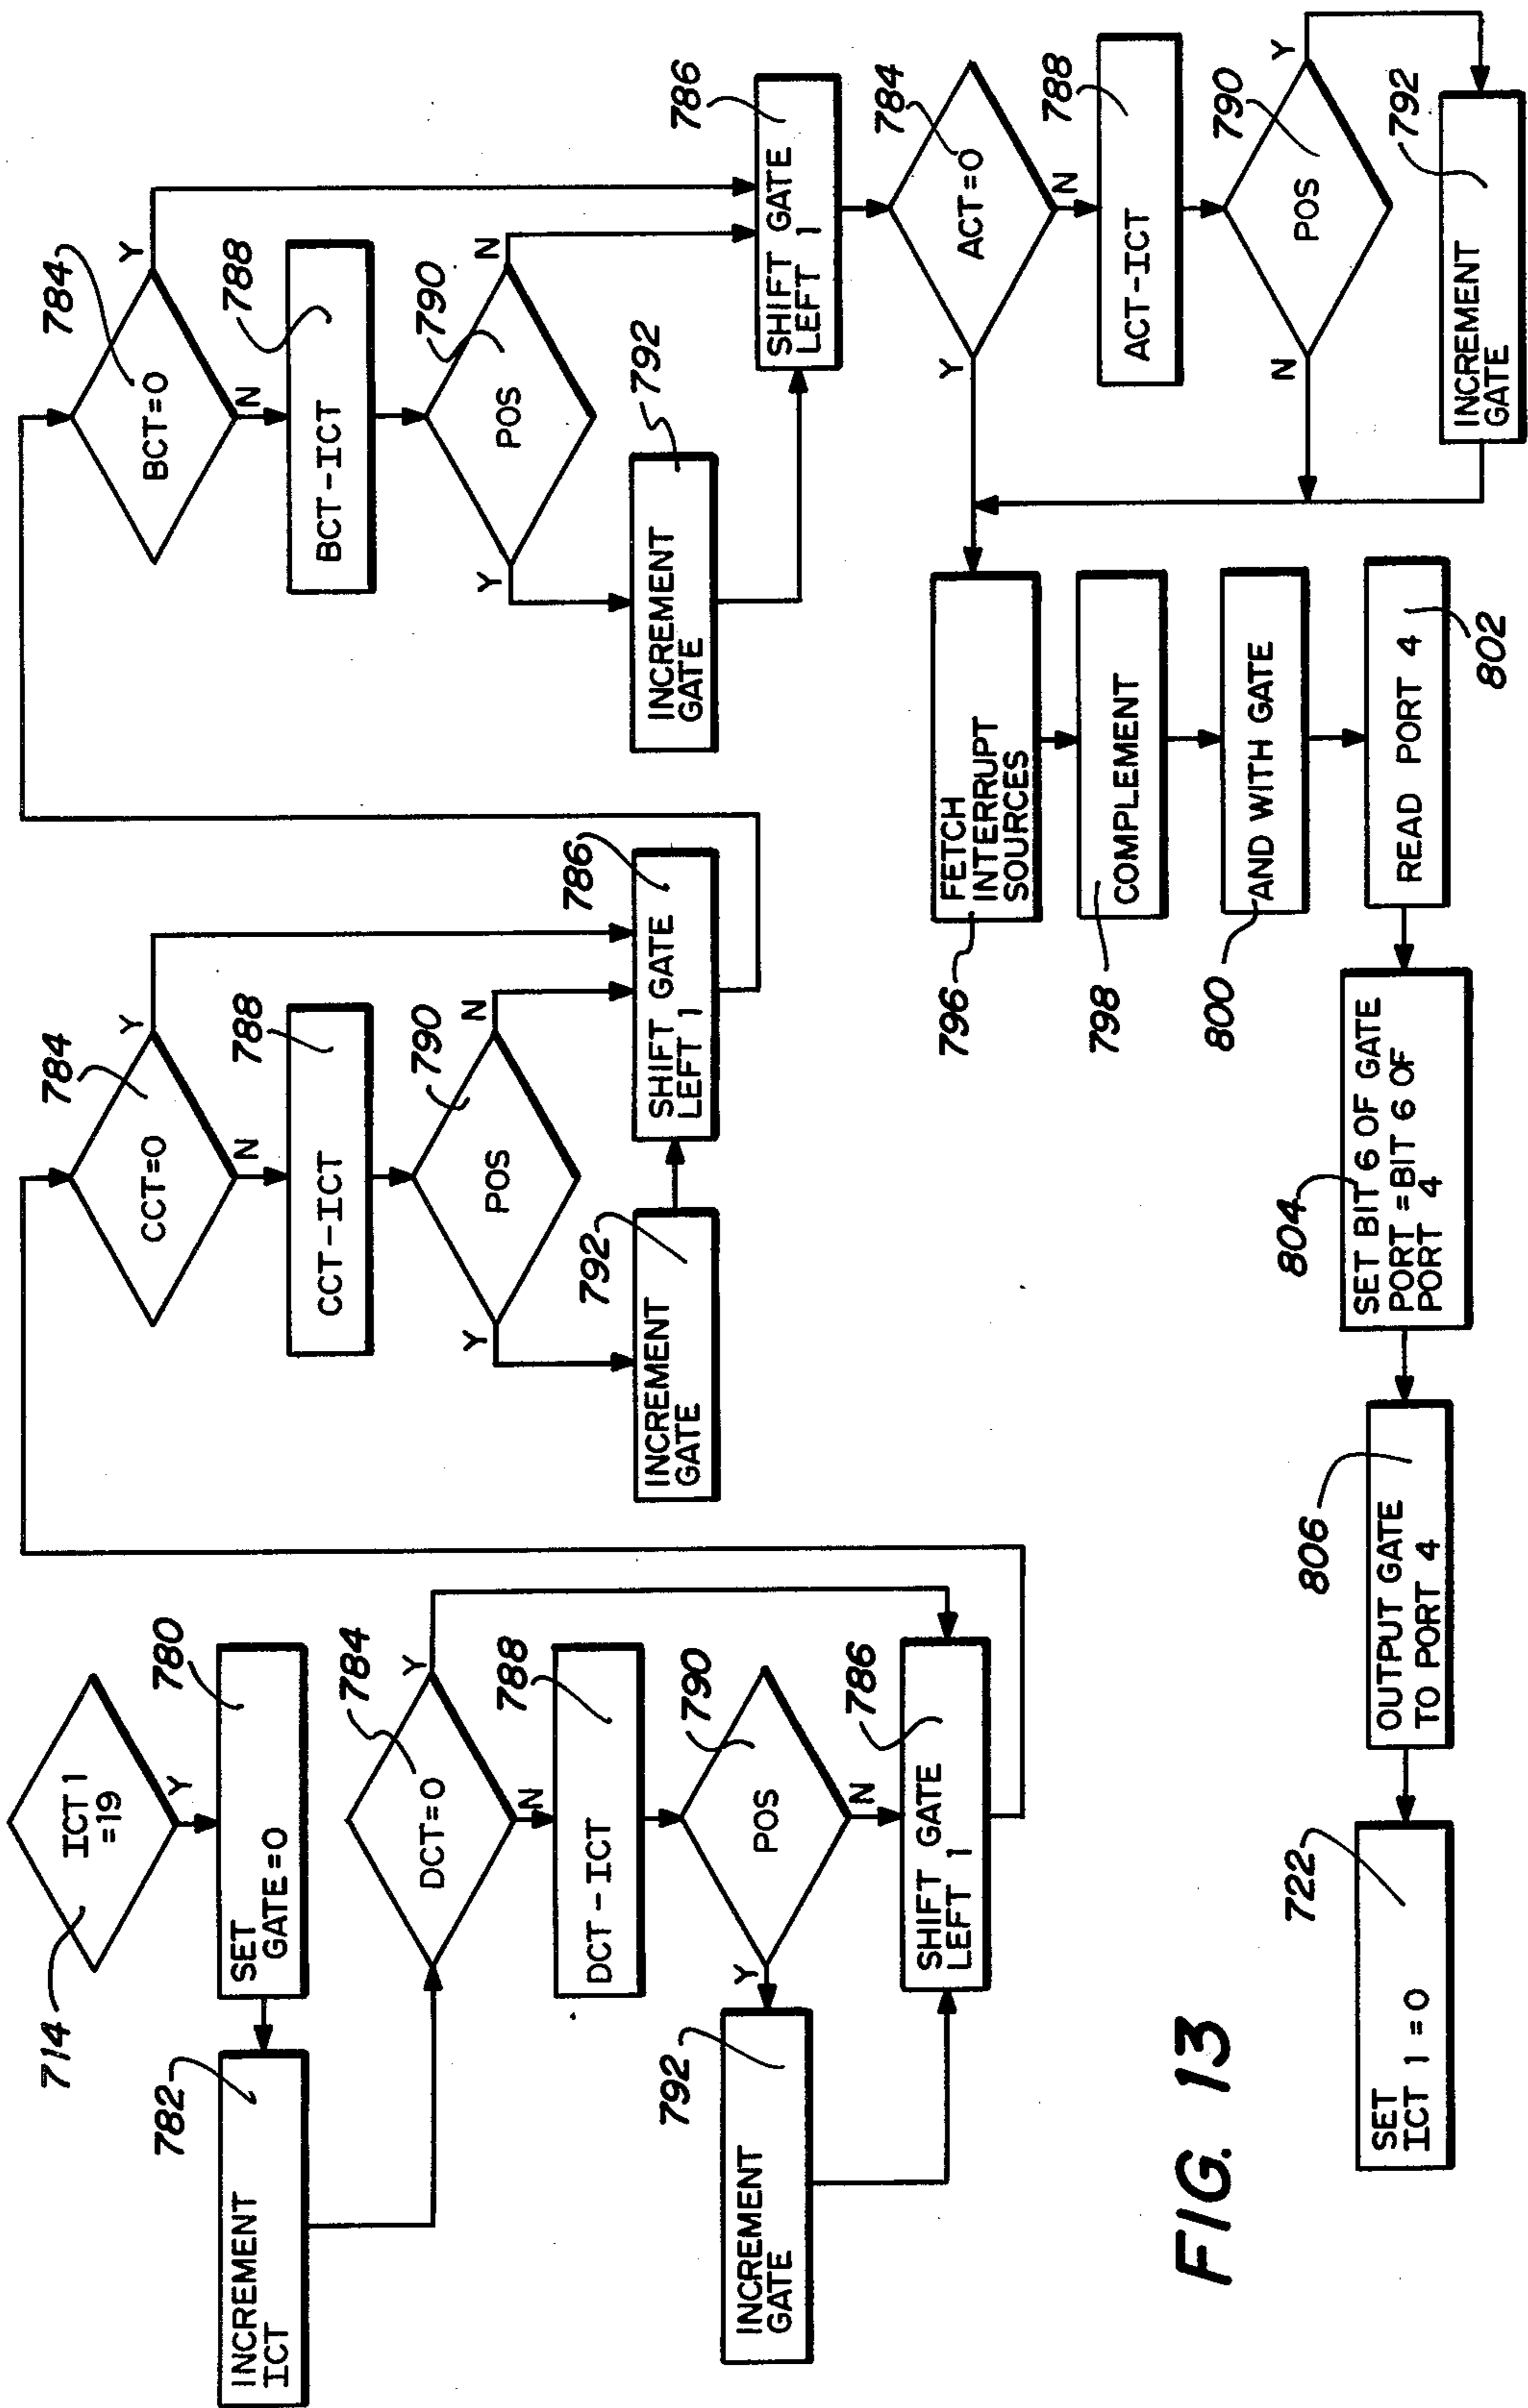 714
ICT 1
=19
Y
780
SET
GATE=0
782
INCREMENT
ICT
784
DCT=0
Y
N
788
DCT-ICT
790
POS
Y
N
792
INCREMENT
GATE
786
SHIFT GATE
LEFT 1
784
CCT=0
Y
N
788
CCT-ICT
790
POS
Y
N
792
INCREMENT
GATE
786
SHIFT GATE
LEFT 1
784
BCT=0
Y
N
788
BCT-ICT
790
POS
Y
N
792
INCREMENT
GATE
786
SHIFT GATE
LEFT 1
784
ACT=0
Y
N
788
ACT-ICT
790
POS
Y
N
792
INCREMENT
GATE
796
FETCH
INTERRUPT
SOURCES
798
COMPLEMENT
800
AND WITH GATE
802
READ PORT 4
804
SET BIT 6 OF GATE
PORT=BIT 6 OF
PORT 4
806
OUTPUT GATE
TO PORT 4
722
SET
ICT 1 = 0
FIG. 13